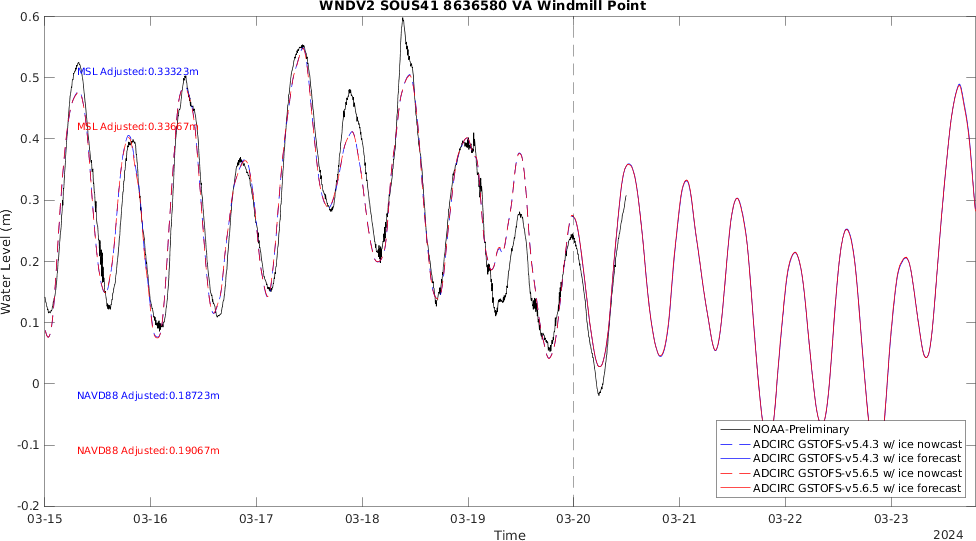 WNDV2 SOUS41 8636580 VA Windmill Point
Water Level (m)
0.6
0.5
0.4
0.3
0.2
0.1
0
-0.1
-0.2
MSL Adjusted:0.33323m
MSL Adjusted:0.33667m
NAVD88 Adjusted:0.18723m
NAVD88 Adjusted:0.19067m
NOAA-Preliminary
ADCIRC GSTOFS-v5.4.3 w/ ice nowcast
ADCIRC GSTOFS-v5.4.3 w/ ice forecast
ADCIRC GSTOFS-v5.6.5 w/ ice nowcast
ADCIRC GSTOFS-v5.6.5 w/ ice forecast
03-15 03-16 03-17 03-18 03-19 03-20 03-21 03-22 03-23
Time
2024